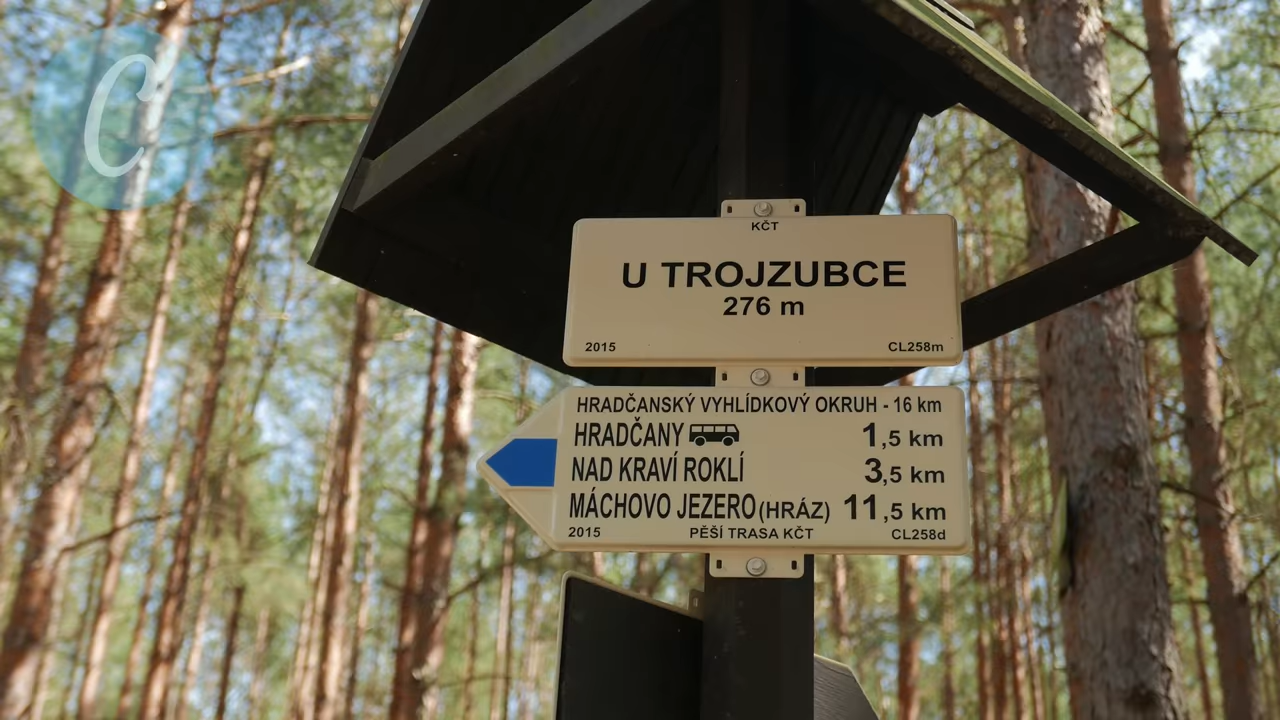 C
KČT
U TROJZUBCE
276 m
2015 CL258m
HRADČANSKÝ VYHLÍDKOVÝ OKRUH - 16 km
HRADČANY 1,5 km
NAD KRAVÍ ROKLÍ 3,5 km
MÁCHOVO JEZERO (HRÁZ) 11,5 km
2015 PĚŠÍ TRASA KČT CL258d